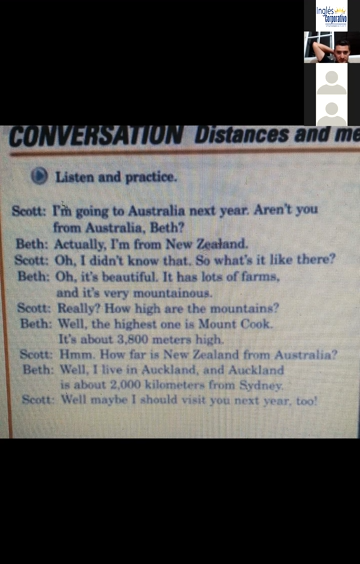 Inglés
Corporativo
CONVERSATION Distances and me
Listen and practice.
Scott: I'm going to Australia next year. Aren't you
from Australia, Beth?
Beth: Actually, I'm from New Zealand.
Scott: Oh, I didn't know that. So what's it like there?
Beth: Oh, it's beautiful. It has lots of farms,
and it's very mountainous.
Scott: Really? How high are the mountains?
Beth: Well, the highest one is Mount Cook.
It's about 3,800 meters high.
Scott: Hmm. How far is New Zealand from Australia?
Beth: Well, I live in Auckland, and Auckland
is about 2,000 kilometers from Sydney.
Scott: Well maybe I should visit you next year, too!